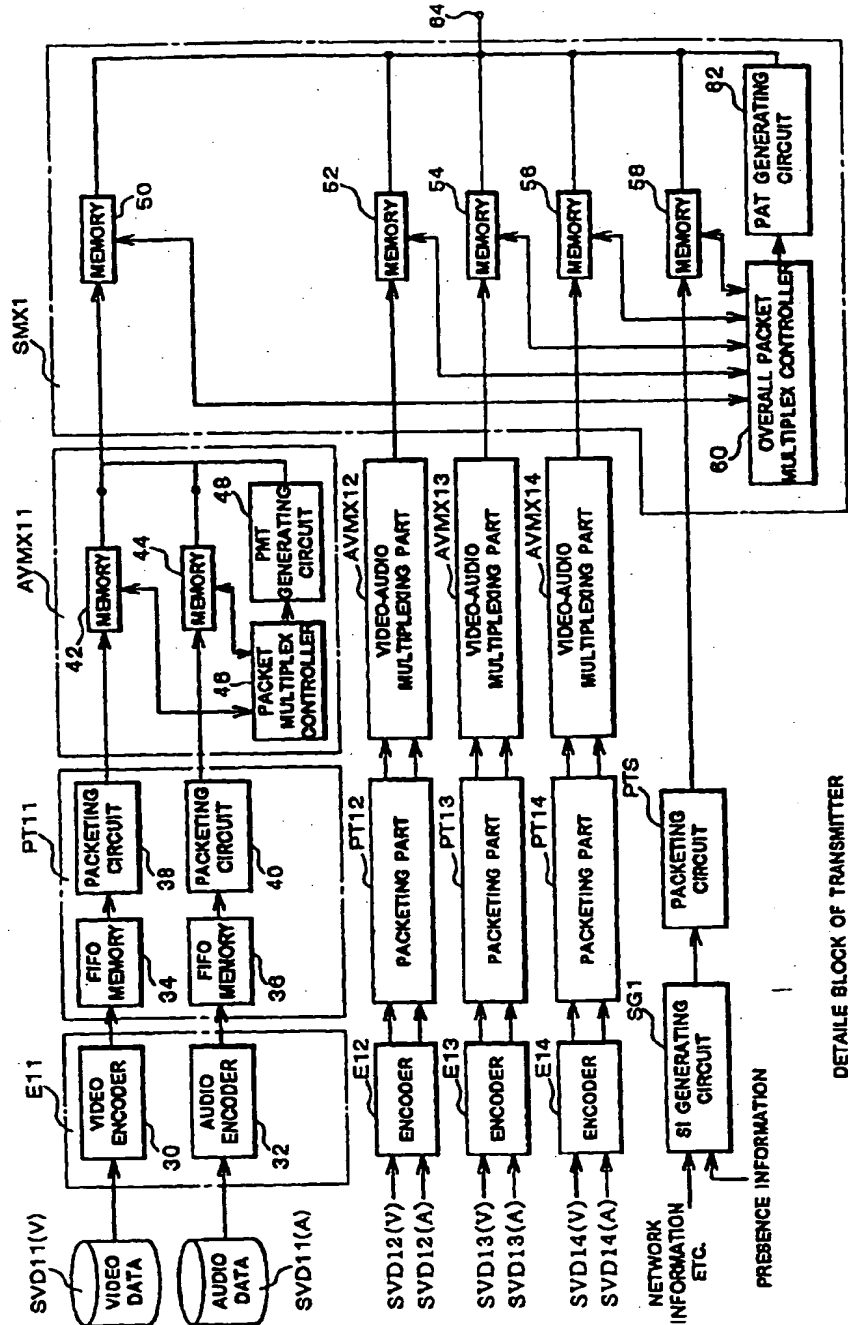 SVD11(V)
VIDEO
DATA
SVD11(A)
AUDIO
DATA
E11
VIDEO
ENCODER
30
AUDIO
ENCODER
32
PT11
FIFO
MEMORY
34
PACKETING
CIRCUIT
38
FIFO
MEMORY
36
PACKETING
CIRCUIT
40
AVMX11
MEMORY
42
MEMORY
44
PACKET
MULTIPLEX
CONTROLLER
46
PMT
GENERATING
CIRCUIT
48
SMX1
MEMORY
50
SVD12(V)
SVD12(A)
E12
ENCODER
PT12
PACKETING PART
AVMX12
VIDEO-AUDIO
MULTIPLEXING PART
MEMORY
52
SVD13(V)
SVD13(A)
E13
ENCODER
PT13
PACKETING PART
AVMX13
VIDEO-AUDIO
MULTIPLEXING PART
MEMORY
54
64
SVD14(V)
SVD14(A)
E14
ENCODER
PT14
PACKETING PART
AVMX14
VIDEO-AUDIO
MULTIPLEXING PART
MEMORY
56
NETWORK
INFORMATION
ETC.
PRESENCE INFORMATION
SG1
SI GENERATING
CIRCUIT
PTS
PACKETING
CIRCUIT
MEMORY
58
OVERALL PACKET
MULTIPLEX CONTROLLER
60
PAT GENERATING
CIRCUIT
62
DETAILE BLOCK OF TRANSMITTER